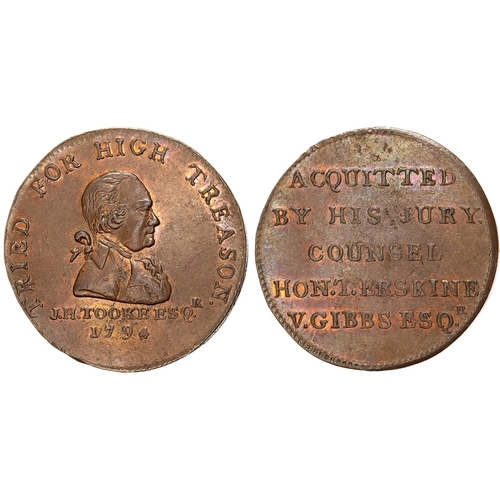 TRIED FOR HIGH TREASON.
J.H.TOOKE ESQ.R
1794
ACQUITTED
BY HIS JURY.
COUNSEL
HON.T.ERSKINE
V.GIBBS ESQ.R